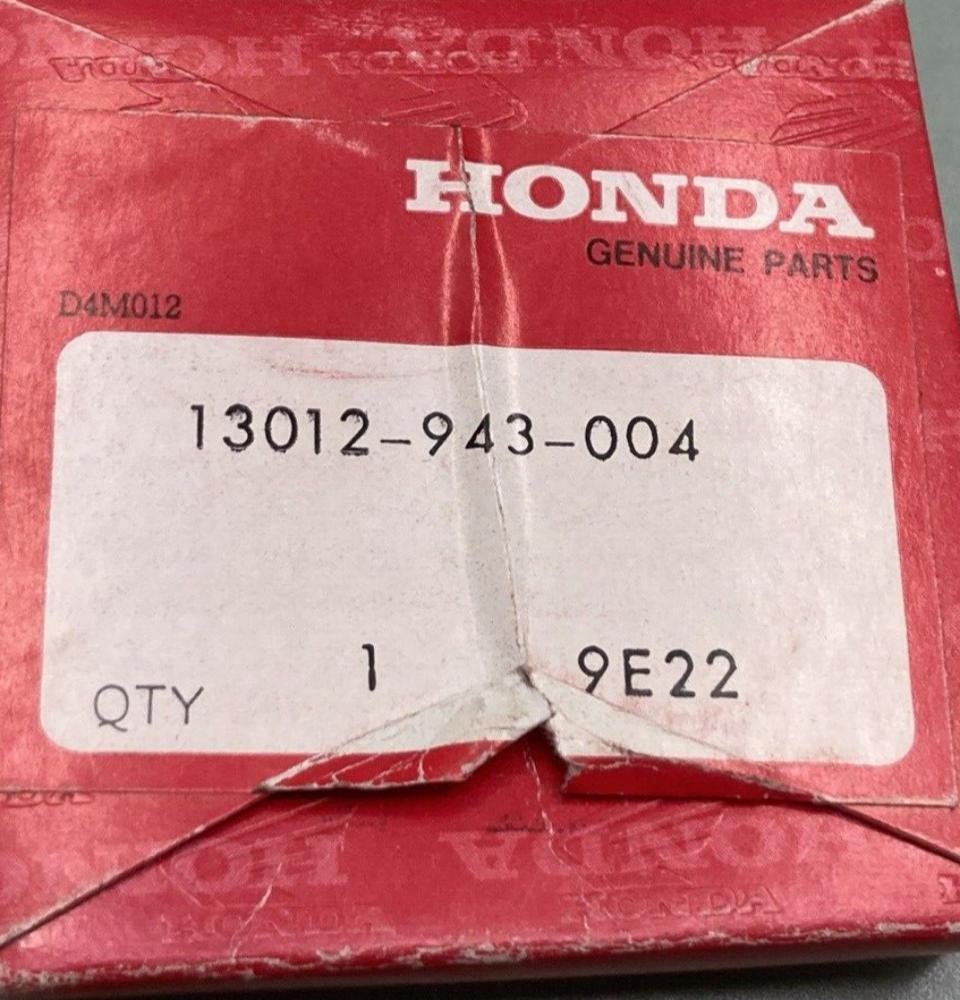 HONDA
GENUINE PARTS
D4M012
13012-943-004
1 9E22
QTY